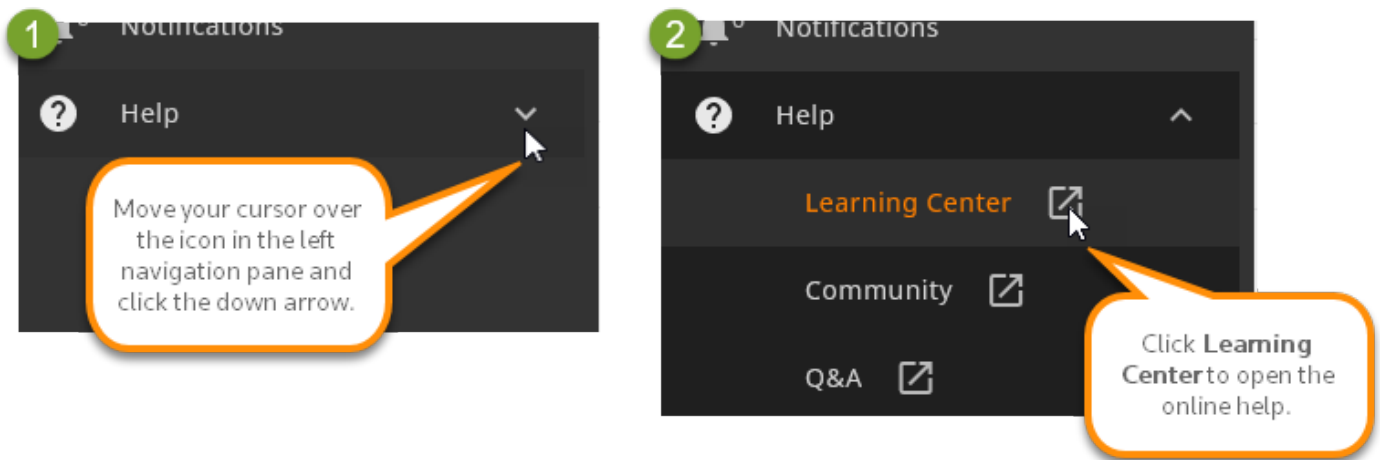 1
Notifications
Help
Move your cursor over
the icon in the left
navigation pane and
click the down arrow.
2
0
Notifications
Help
Learning Center
Community
Q&A
Click Learning
Center to open the
online help.